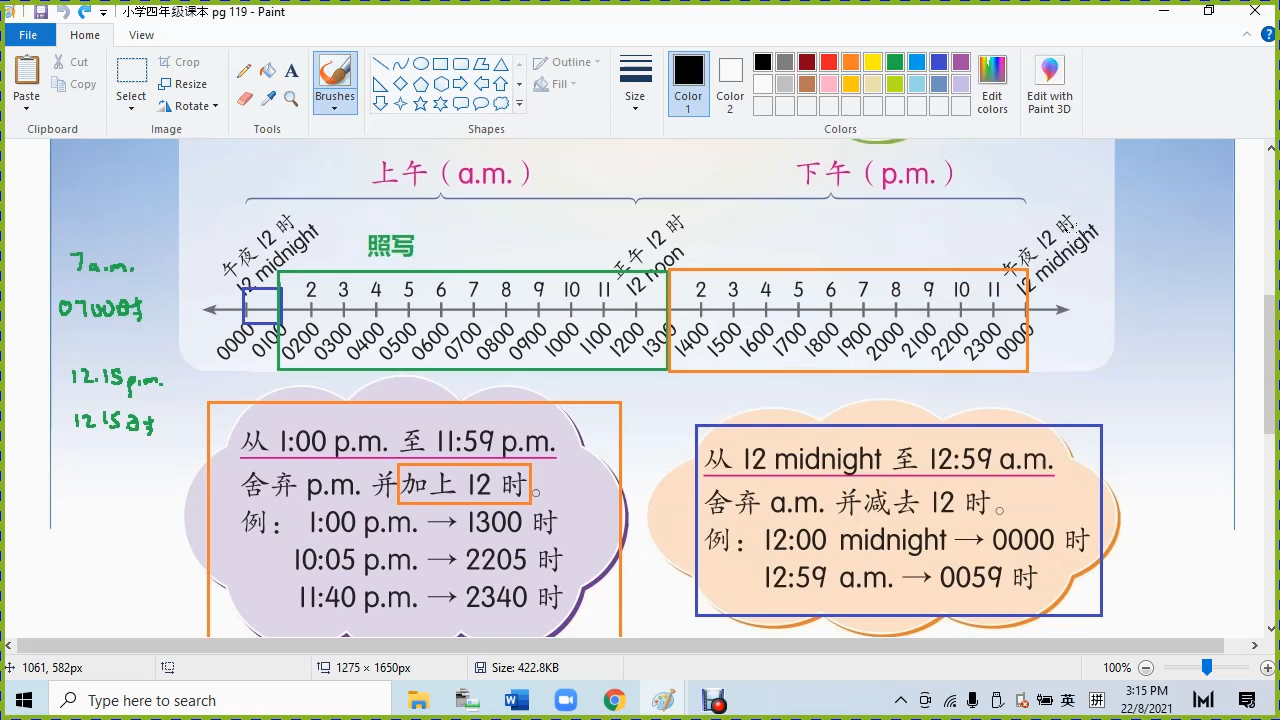 小学四年级课本 pg 119 - Paint
File Home View
Paste Cut Copy Clipboard
Select Crop Resize Rotate Image
Tools
Brushes
Outline Fill Shapes
Size
Color 1 Color 2 Edit colors Colors
Edit with Paint 3D
上午（a.m.） 下午（p.m.）
午夜 12 时 12 midnight
照写
正午 12 时 12 noon
午夜 12 时 12 midnight
2 3 4 5 6 7 8 9 10 11 2 3 4 5 6 7 8 9 10 11
0000 0100 0200 0300 0400 0500 0600 0700 0800 0900 1000 1100 1200 1300 1400 1500 1600 1700 1800 1900 2000 2100 2200 2300 0000
7 a.m.
0700时
12.15 p.m.
1215时
从 1:00 p.m. 至 11:59 p.m.
舍弃 p.m. 并加上 12 时。
例： 1:00 p.m. → 1300 时
10:05 p.m. → 2205 时
11:40 p.m. → 2340 时
从 12 midnight 至 12:59 a.m.
舍弃 a.m. 并减去 12 时。
例：12:00 midnight → 0000 时
12:59 a.m. → 0059 时
1061, 582px 1275 × 1650px Size: 422.8KB 100%
Type here to search
英 拼 3:15 PM
22/8/2021